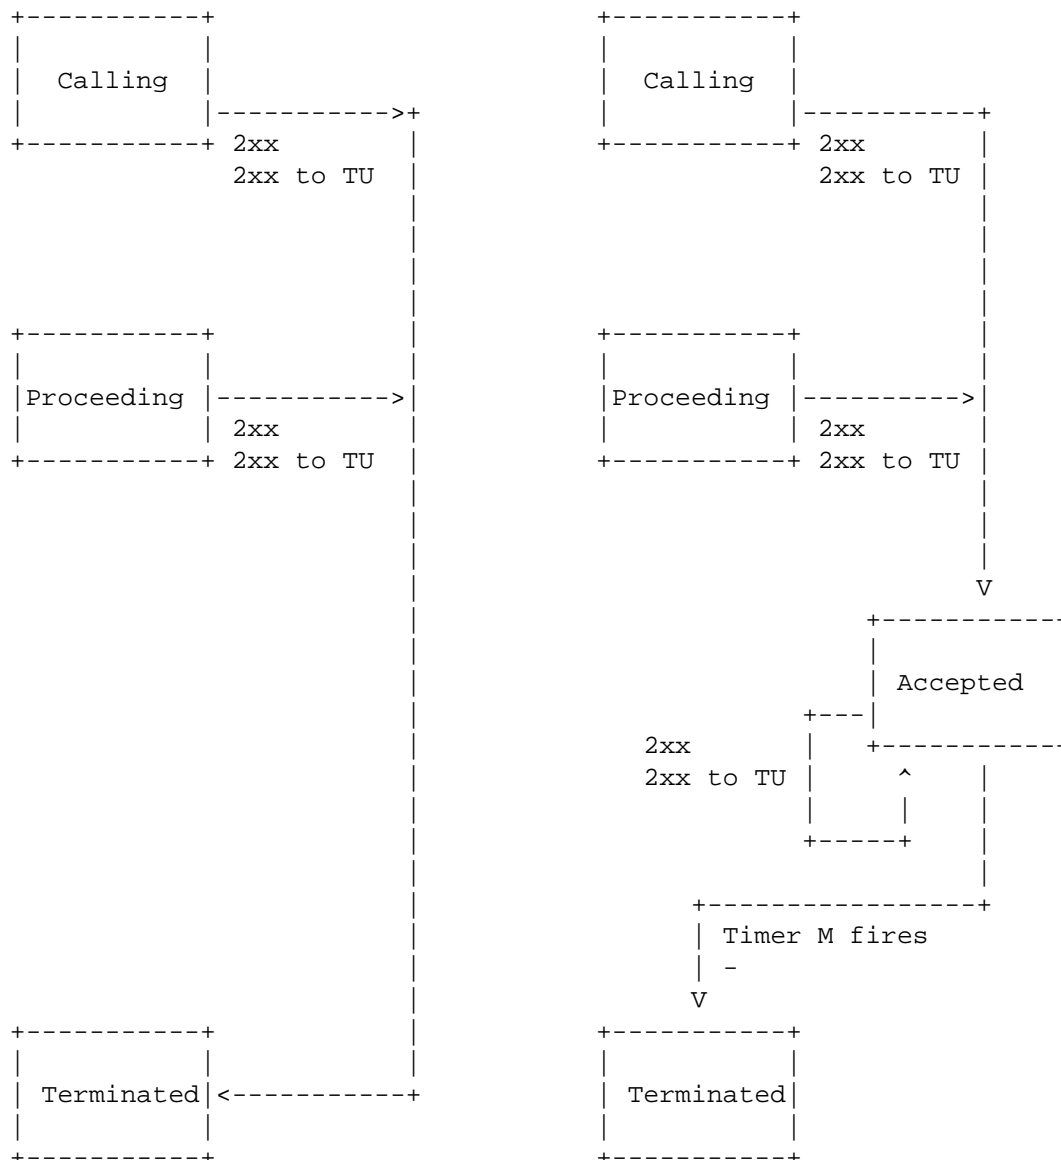 Calling Calling
2xx 2xx
2xx to TU 2xx to TU
Proceeding Proceeding
2xx 2xx
2xx to TU 2xx to TU
V
Accepted
2xx
2xx to TU
Timer M fires
-
V
Terminated Terminated